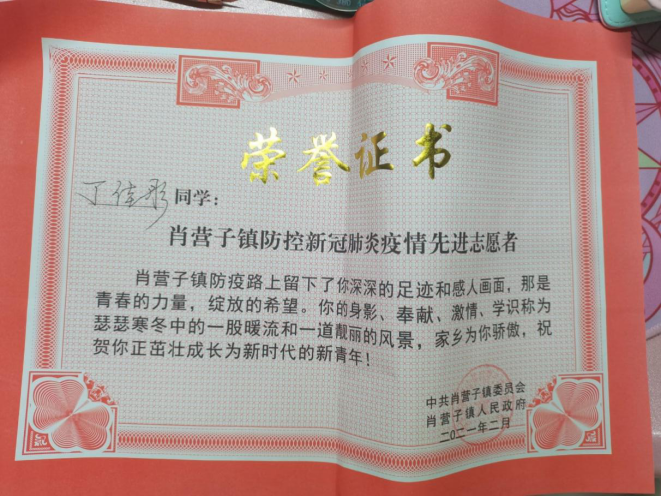 荣誉证书
丁佳彤同学：
肖营子镇防控新冠肺炎疫情先进志愿者
肖营子镇防疫路上留下了你深深的足迹和感人画面，那是
青春的力量，绽放的希望。你的身影、奉献、激情、学识称为
瑟瑟寒冬中的一股暖流和一道靓丽的风景，家乡为你骄傲，祝
贺你正茁壮成长为新时代的新青年！
中共肖营子镇委员会
肖营子镇人民政府
二〇二一年二月